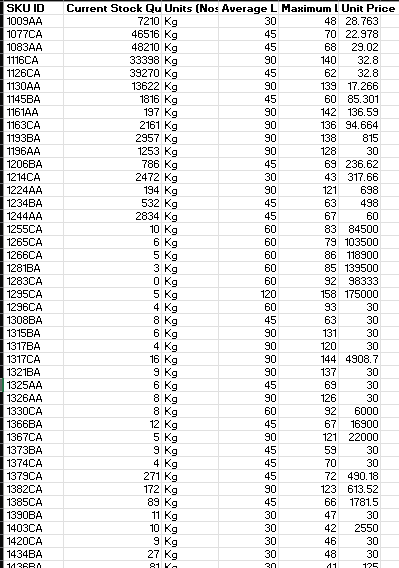 SKU ID Current Stock Qu Units (Nos Average L Maximum l Unit Price
1009AA 7210 Kg 30 48 28.763
1077CA 46516 Kg 45 70 22.978
1083AA 48210 Kg 45 68 29.02
1116CA 33398 Kg 90 140 32.8
1126CA 39270 Kg 45 62 32.8
1130AA 13622 Kg 90 139 17.266
1145BA 1816 Kg 45 60 85.301
1161AA 197 Kg 90 142 136.59
1163CA 2161 Kg 90 136 94.664
1193BA 2957 Kg 90 138 815
1196AA 1253 Kg 90 128 30
1206BA 786 Kg 45 69 236.62
1214CA 2472 Kg 30 43 317.66
1224AA 194 Kg 90 121 698
1234BA 532 Kg 45 63 498
1244AA 2834 Kg 45 67 60
1255CA 10 Kg 60 83 84500
1265CA 6 Kg 60 79 103500
1266CA 5 Kg 60 86 118900
1281BA 3 Kg 60 85 139500
1283CA 0 Kg 60 92 98333
1295CA 5 Kg 120 158 175000
1296CA 4 Kg 60 93 30
1308BA 8 Kg 45 63 30
1315BA 6 Kg 90 131 30
1317BA 4 Kg 90 120 30
1317CA 16 Kg 90 144 4908.7
1321BA 9 Kg 90 137 30
1325AA 6 Kg 45 69 30
1326AA 8 Kg 90 126 30
1330CA 8 Kg 60 92 6000
1366BA 12 Kg 45 67 16900
1367CA 5 Kg 90 121 22000
1373BA 9 Kg 45 59 30
1374CA 4 Kg 45 70 30
1379CA 271 Kg 45 72 490.18
1382CA 172 Kg 90 123 613.52
1385CA 89 Kg 45 66 1781.5
1390BA 11 Kg 30 47 30
1403CA 10 Kg 30 42 2550
1420CA 9 Kg 30 46 30
1434BA 27 Kg 30 48 30
1436BA 81 Kg 30 41 125